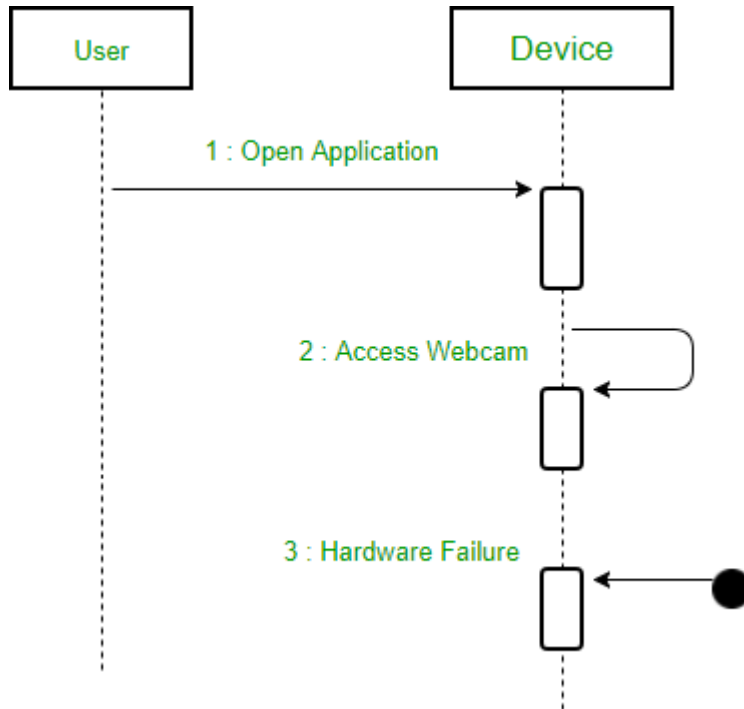 User
Device
1 : Open Application
2 : Access Webcam
3 : Hardware Failure